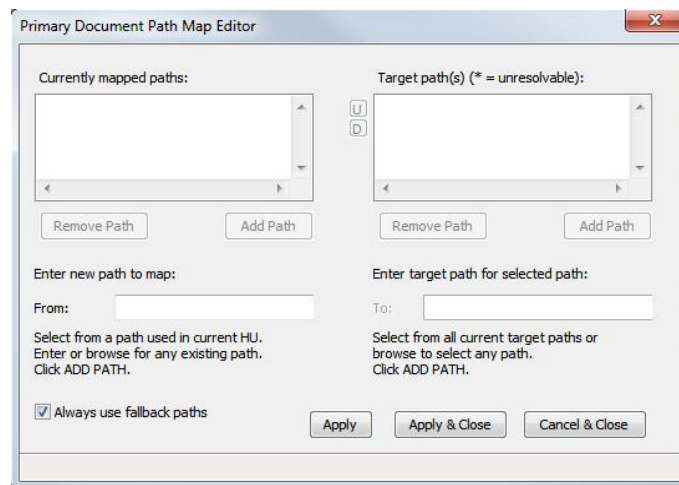 Primary Document Path Map Editor
Currently mapped paths:
Target path(s) (* = unresolvable):
U
D
Remove Path
Add Path
Remove Path
Add Path
Enter new path to map:
Enter target path for selected path:
From:
To:
Select from a path used in current HU.
Enter or browse for any existing path.
Click ADD PATH.
Select from all current target paths or
browse to select any path.
Click ADD PATH.
Always use fallback paths
Apply
Apply & Close
Cancel & Close